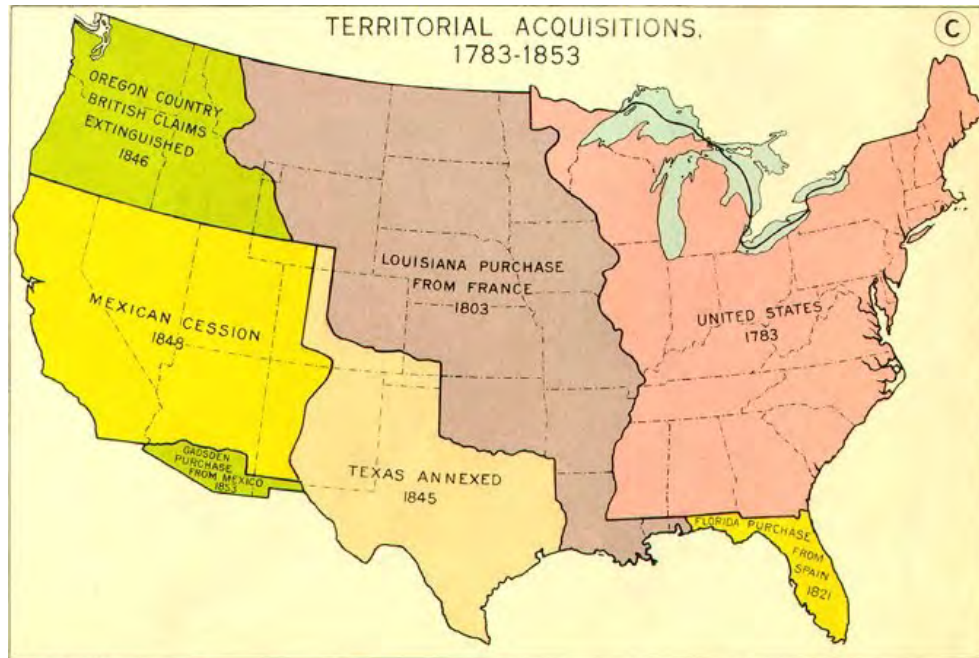 TERRITORIAL ACQUISITIONS,
1783-1853
C
OREGON COUNTRY
BRITISH CLAIMS
EXTINGUISHED
1846
LOUISIANA PURCHASE
FROM FRANCE
1803
MEXICAN CESSION
1848
UNITED STATES
1783
GADSDEN
PURCHASE
FROM MEXICO
1853
TEXAS ANNEXED
1845
FLORIDA PURCHASE
FROM
SPAIN
1821